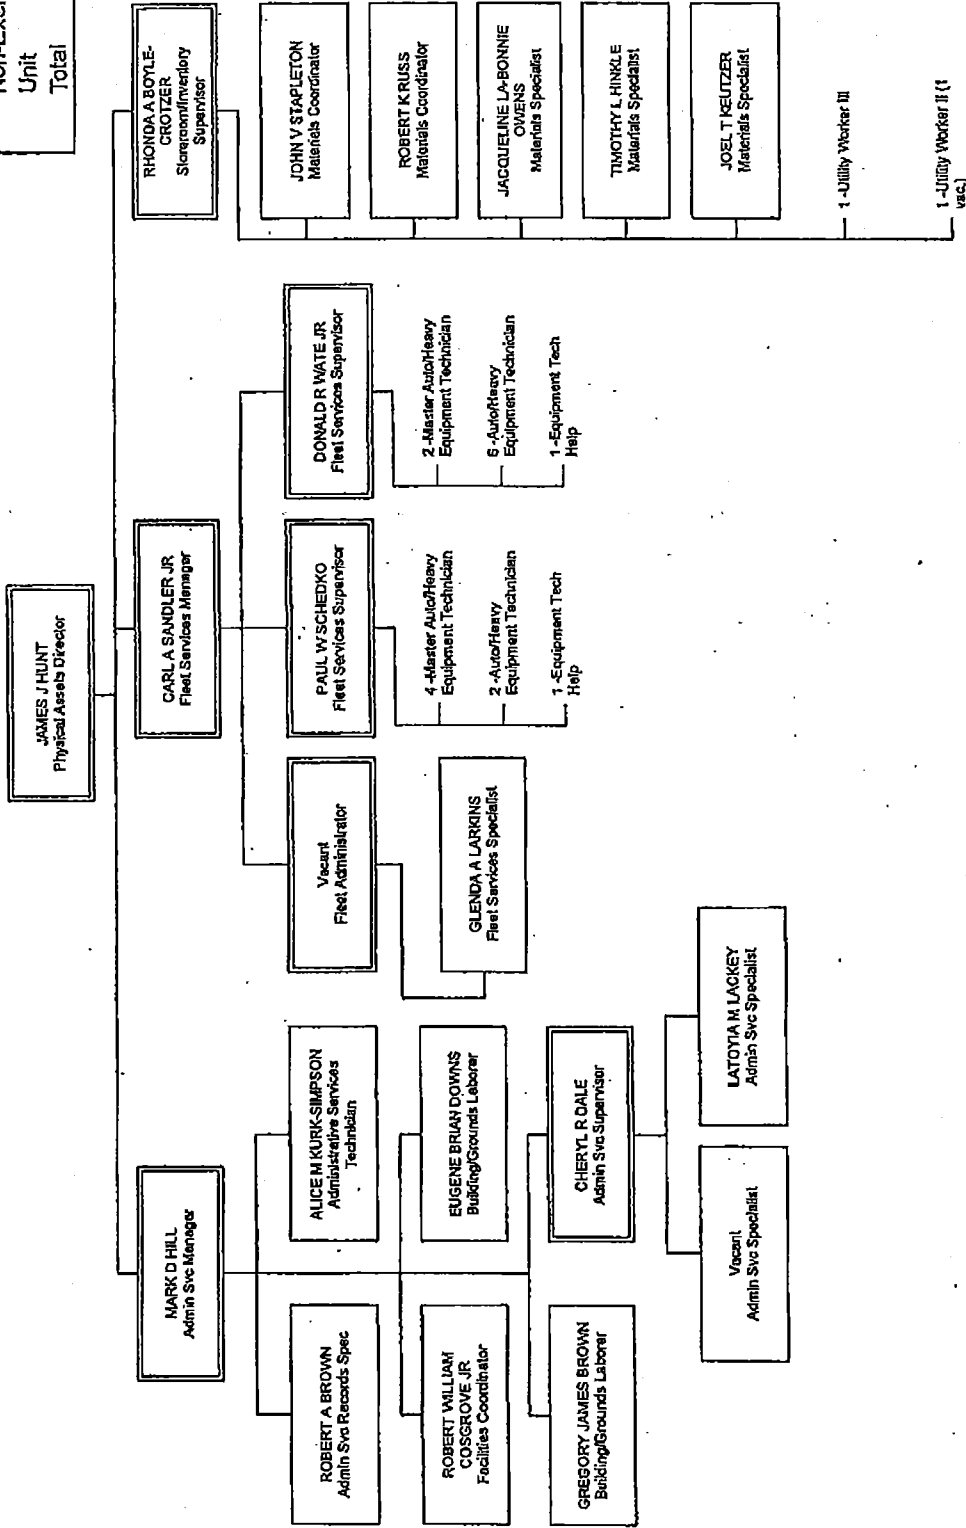 Unit
Total
JAMES J HUNT
Physical Assets Director
MARK D HILL
Admin Svc Manager
CARL A SANDLER JR
Fleet Services Manager
RHONDA A BOYLE-
CROTZER
Storeroom/Inventory
Supervisor
ROBERT A BROWN
Admin Svc Records Spec
ALICE M KURK-SIMPSON
Administrative Services
Technician
ROBERT WILLIAM
COSGROVE JR
Facilities Coordinator
EUGENE BRIAN DOWNS
Building/Grounds Laborer
GREGORY JAMES BROWN
Building/Grounds Laborer
CHERYL R DALE
Admin Svc Supervisor
Vacant
Admin Svc Specialist
LATOYIA M LACKEY
Admin Svc Specialist
Vacant
Fleet Administrator
GLENDA A LARKINS
Fleet Services Specialist
PAUL W SCHEDKO
Fleet Services Supervisor
4 -Master Auto/Heavy
Equipment Technician
2 -Auto/Heavy
Equipment Technician
1 -Equipment Tech
Help
DONALD R WATE JR
Fleet Services Supervisor
2 -Master Auto/Heavy
Equipment Technician
6 -Auto/Heavy
Equipment Technician
1 -Equipment Tech
Help
JOHN V STAPLETON
Materials Coordinator
ROBERT KRUSS
Materials Coordinator
JACQUELINE LA-BONNIE
OWENS
Materials Specialist
TIMOTHY L HINKLE
Materials Specialist
JOEL T KEUTZER
Materials Specialist
1 -Utility Worker III
1 -Utility Worker II (1
vac.)